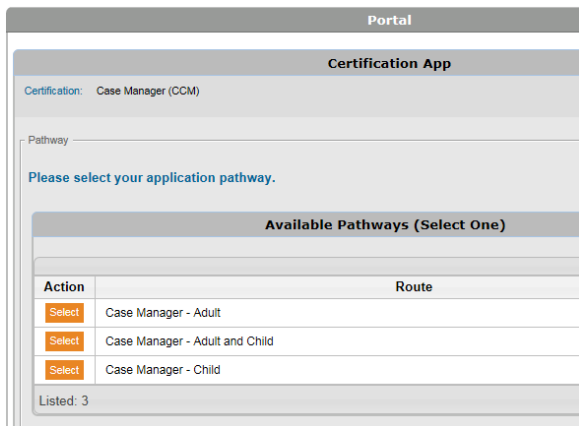 Portal
Certification App
Certification: Case Manager (CCM)
Pathway
Please select your application pathway.
Available Pathways (Select One)
Action Route
Select Case Manager - Adult
Select Case Manager - Adult and Child
Select Case Manager - Child
Listed: 3